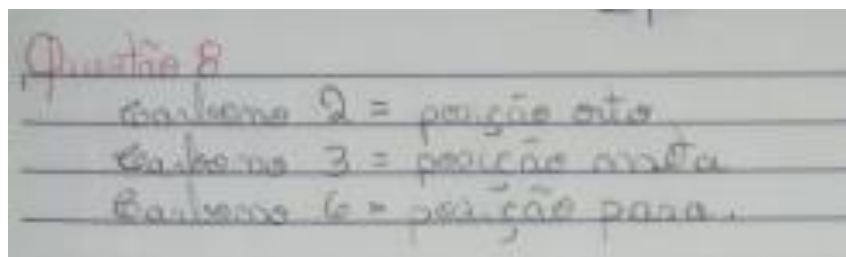 Questão 8
Carbono 2 = posição orto
Carbono 3 = posição meta
Carbono 6 = posição para.